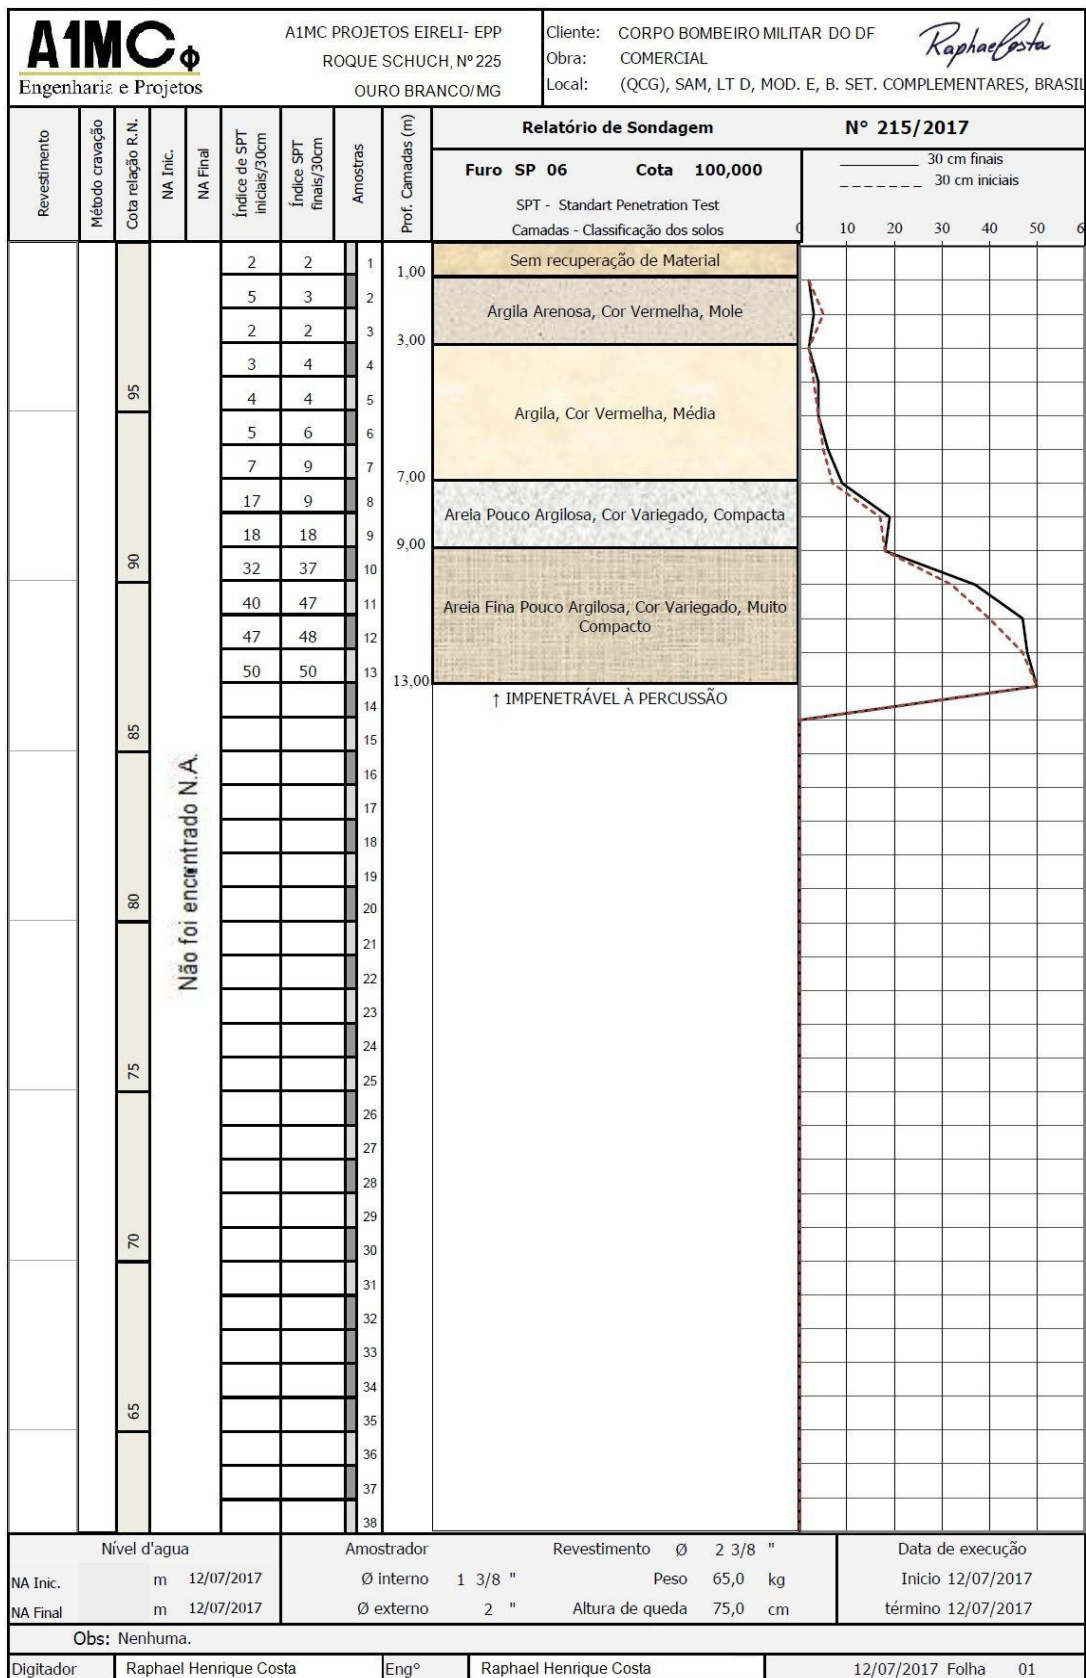 A1MCΦ
Engenharia e Projetos
A1MC PROJETOS EIRELI- EPP
ROQUE SCHUCH, Nº 225
OURO BRANCO/MG
Cliente: CORPO BOMBEIRO MILITAR DO DF
Obra: COMERCIAL
Local: (QCG), SAM, LT D, MOD. E, B. SET. COMPLEMENTARES, BRASIL
Raphael Costa
Revestimento
Método cravação
Cota relação R.N.
NA Inic.
NA Final
Índice de SPT iniciais/30cm
Índice SPT finais/30cm
Amostras
Prof. Camadas (m)
Relatório de Sondagem
N° 215/2017
Furo SP 06 Cota 100,000
SPT - Standart Penetration Test
Camadas - Classificação dos solos
30 cm finais
30 cm iniciais
0 10 20 30 40 50 6
2 2 1
1,00
Sem recuperação de Material
5 3 2
Argila Arenosa, Cor Vermelha, Mole
2 2 3
3,00
3 4 4
95
4 4 5
Argila, Cor Vermelha, Média
5 6 6
7 9 7
7,00
17 9 8
Areia Pouco Argilosa, Cor Variegado, Compacta
18 18 9
9,00
90
32 37 10
40 47 11
Areia Fina Pouco Argilosa, Cor Variegado, Muito
Compacto
47 48 12
50 50 13
13,00
↑ IMPENETRÁVEL À PERCUSSÃO
14
85
15
Não foi encontrado N.A.
16
17
18
19
80
20
21
22
23
24
75
25
26
27
28
29
70
30
31
32
33
34
65
35
36
37
38
Nível d'agua
NA Inic. m 12/07/2017
NA Final m 12/07/2017
Amostrador
Ø interno 1 3/8 "
Ø externo 2 "
Revestimento Ø 2 3/8 "
Peso 65,0 kg
Altura de queda 75,0 cm
Data de execução
Inicio 12/07/2017
término 12/07/2017
Obs: Nenhuma.
Digitador Raphael Henrique Costa
Eng° Raphael Henrique Costa
12/07/2017 Folha 01